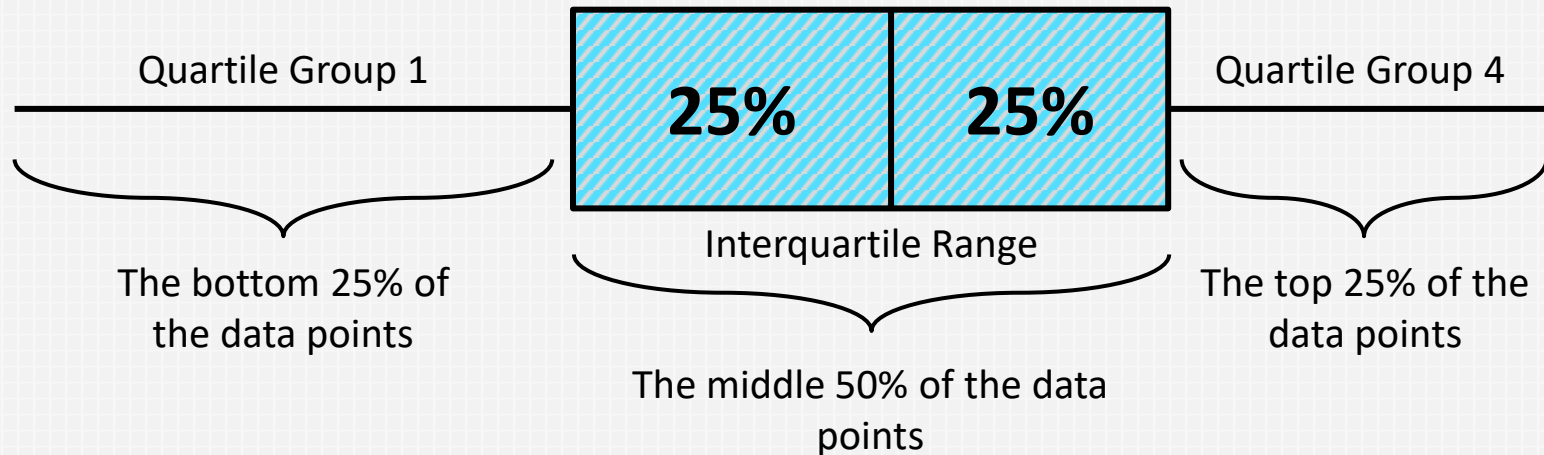 Quartile Group 1
25%
25%
Quartile Group 4
Interquartile Range
The bottom 25% of
the data points
The top 25% of the
data points
The middle 50% of the data
points